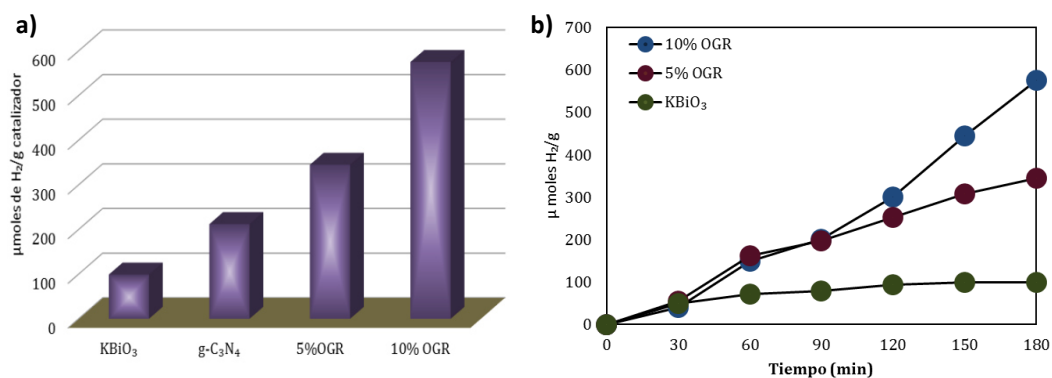 a)
μmoles de H₂/g catalizador
600
500
400
300
200
100
0
KBiO₃
g-C₃N₄
5%OGR
10% OGR
b)
μ moles H₂/g
700
600
500
400
300
200
100
0
10% OGR
5% OGR
KBiO₃
0
30
60
90
120
150
180
Tiempo (min)